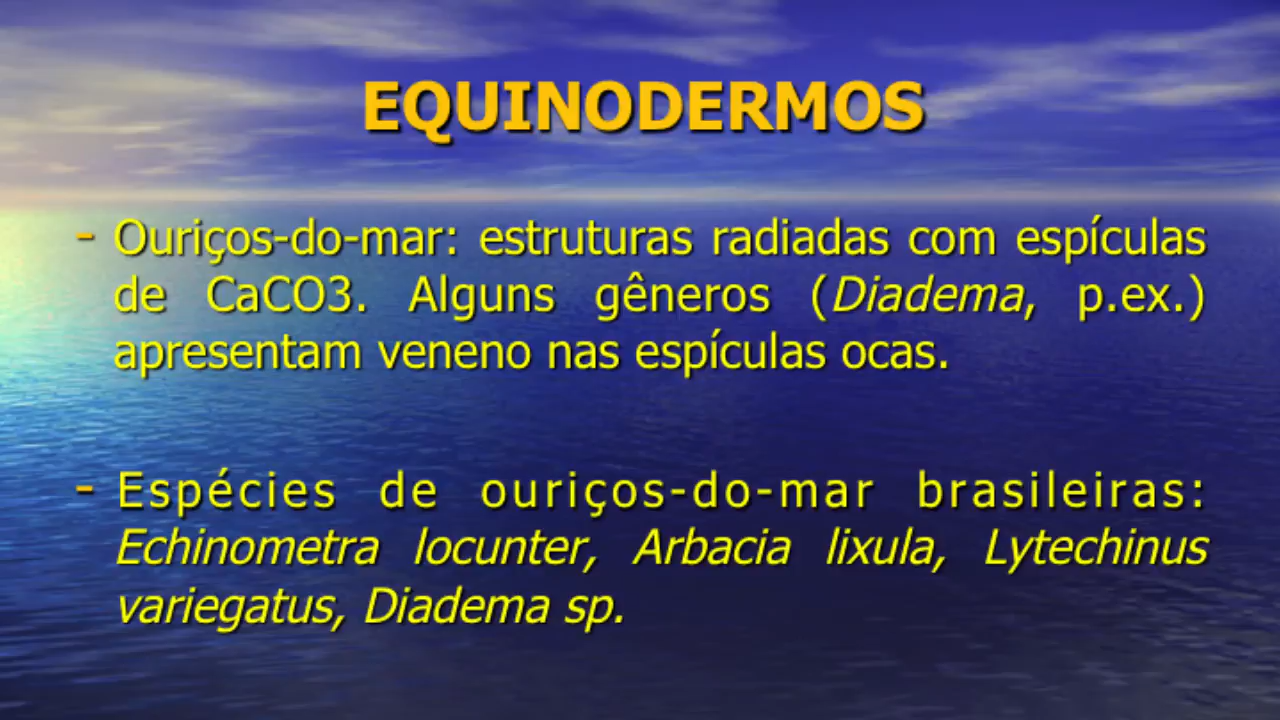 EQUINODERMOS
- Ouriços-do-mar: estruturas radiadas com espículas
de CaCO3. Alguns gêneros (Diadema, p.ex.)
apresentam veneno nas espículas ocas.
- Espécies de ouriços-do-mar brasileiras:
Echinometra locunter, Arbacia lixula, Lytechinus
variegatus, Diadema sp.